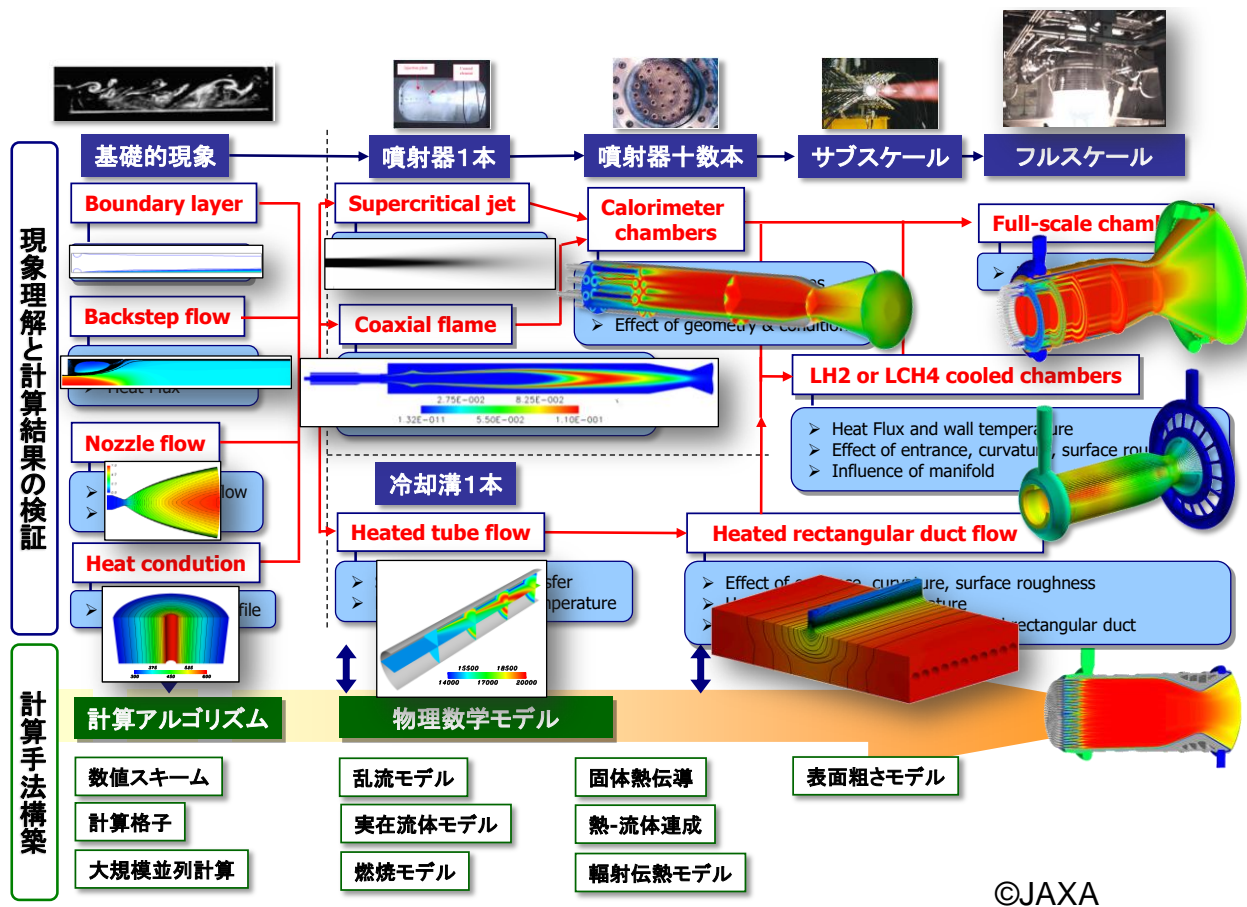 基礎的現象
噴射器1本
噴射器十数本
サブスケール
フルスケール
現象理解と計算結果の検証
Boundary layer
Supercritical jet
Calorimeter
chambers
Full-scale chamb
Effect of geometry & condition
Backstep flow
Heat Flux
Coaxial flame
2.75E-002
8.25E-002
1.32E-011
5.50E-002
1.10E-001
LH2 or LCH4 cooled chambers
Heat Flux and wall temperature
Effect of entrance, curvature, surface rou
Influence of manifold
Nozzle flow
low
冷却溝1本
Heated tube flow
sfer
mperature
Heated rectangular duct flow
curvature, surface roughness
ature
rectangular duct
Heat condution
file
375
525
300
450
600
15500
18500
14000
17000
20000
計算手法構築
計算アルゴリズム
物理数学モデル
数値スキーム
計算格子
大規模並列計算
乱流モデル
実在流体モデル
燃焼モデル
固体熱伝導
熱-流体連成
輻射伝熱モデル
表面粗さモデル
©JAXA